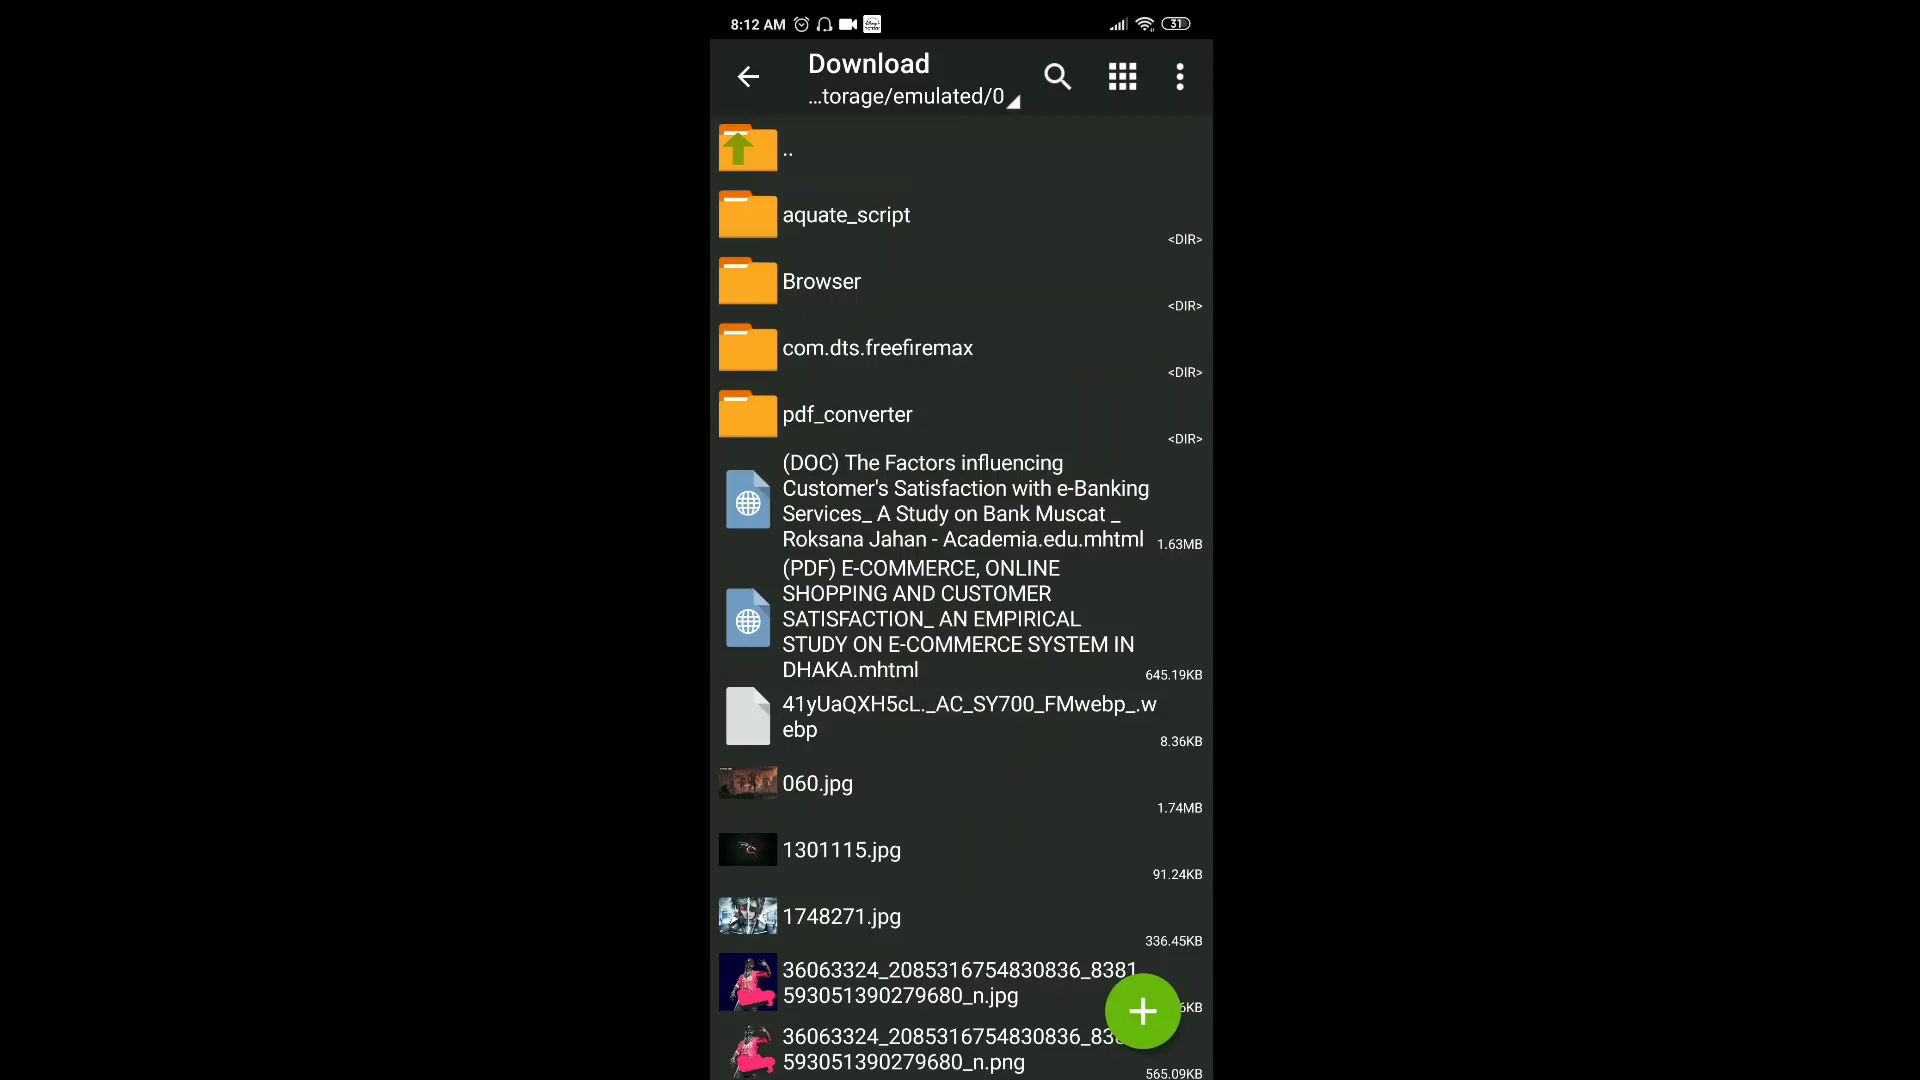 8:12 AM
31
Download
...torage/emulated/0
..
aquate_script
<DIR>
Browser
<DIR>
com.dts.freefiremax
<DIR>
pdf_converter
<DIR>
(DOC) The Factors influencing
Customer's Satisfaction with e-Banking
Services_ A Study on Bank Muscat _
Roksana Jahan - Academia.edu.mhtml
1.63MB
(PDF) E-COMMERCE, ONLINE
SHOPPING AND CUSTOMER
SATISFACTION_ AN EMPIRICAL
STUDY ON E-COMMERCE SYSTEM IN
DHAKA.mhtml
645.19KB
41yUaQXH5cL._AC_SY700_FMwebp_.w
ebp
8.36KB
060.jpg
1.74MB
1301115.jpg
91.24KB
1748271.jpg
336.45KB
36063324_2085316754830836_8381
593051390279680_n.jpg
6KB
36063324_2085316754830836_838
593051390279680_n.png
565.09KB